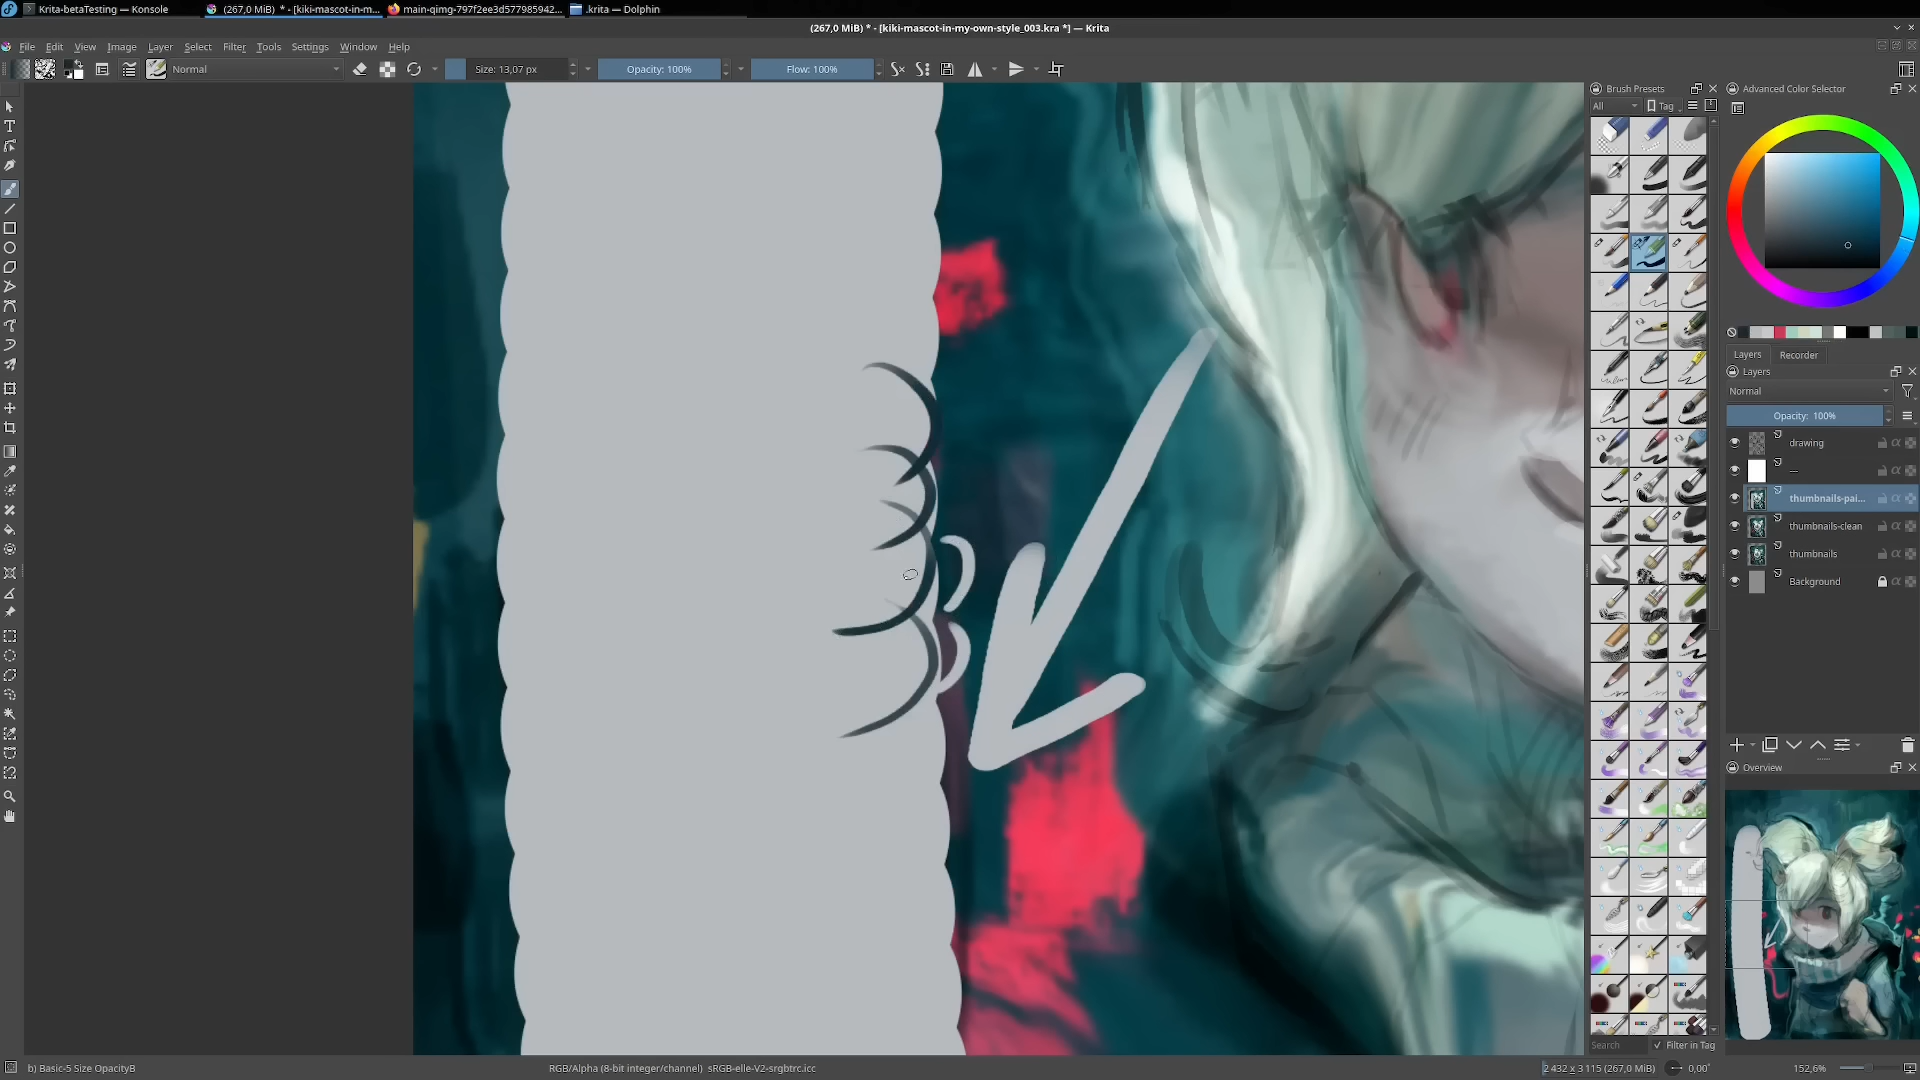 Krita-betaTesting — Konsole
(267,0 MiB) * - [kiki-mascot-in-m...
main-qimg-797f2ee3d577985942...
.krita — Dolphin
(267,0 MiB) * - [kiki-mascot-in-my-own-style_003.kra *] — Krita
File Edit View Image Layer Select Filter Tools Settings Window Help
Normal
Size: 13,07 px
Opacity: 100%
Flow: 100%
Brush Presets
All
Tag
Advanced Color Selector
Layers
Recorder
Layers
Normal
Opacity: 100%
drawing
...
thumbnails-pai...
thumbnails-clean
thumbnails
Background
Overview
Search
Filter in Tag
b) Basic-5 Size OpacityB
RGB/Alpha (8-bit integer/channel) sRGB-elle-V2-srgbtrc.icc
2 432 x 3 115 (267,0 MiB)
0,00°
152,6%